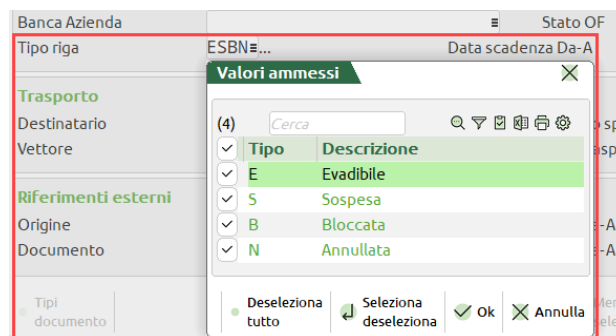 Banca Azienda Stato OF
Tipo riga ESBN... Data scadenza Da-A
Valori ammessi
Trasporto
Destinatario
Vettore
(4) Cerca
Tipo Descrizione
E Evadibile
S Sospesa
B Bloccata
N Annullata
Riferimenti esterni
Origine -A
Documento -A
Tipi
documento
Deseleziona
tutto
Seleziona
deseleziona
Ok
Annulla